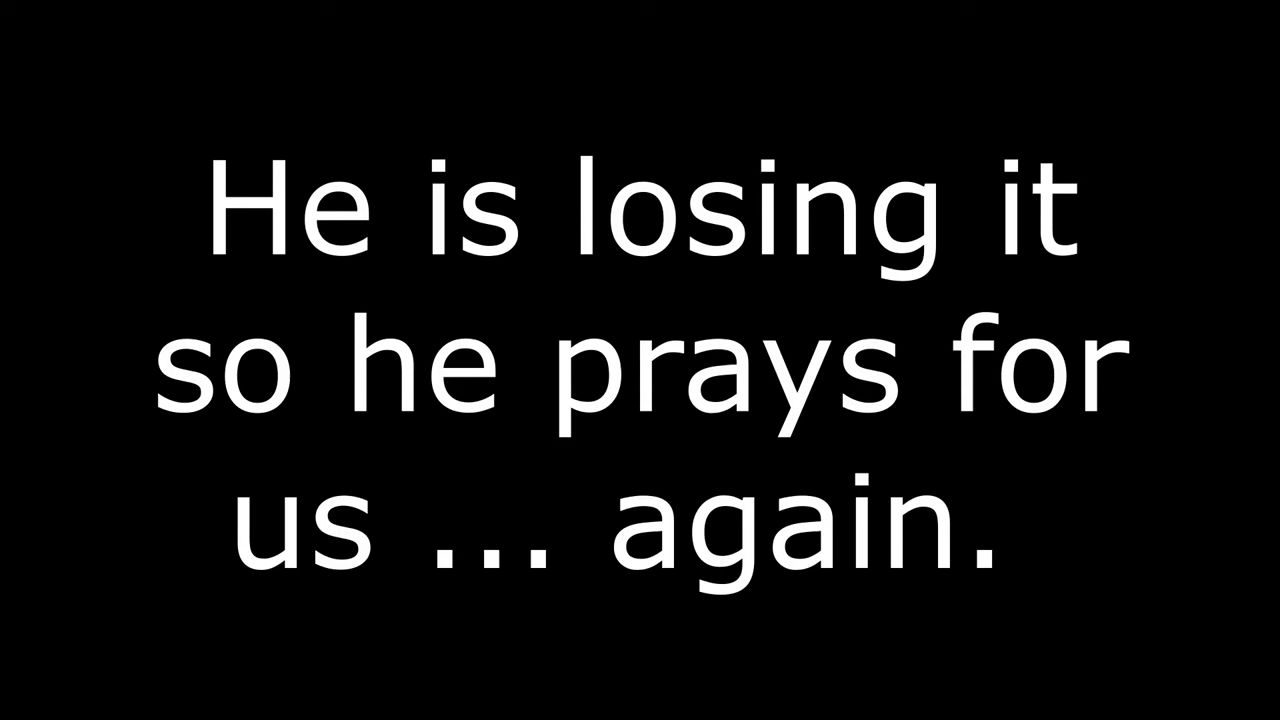 He is losing it
so he prays for
us ... again.